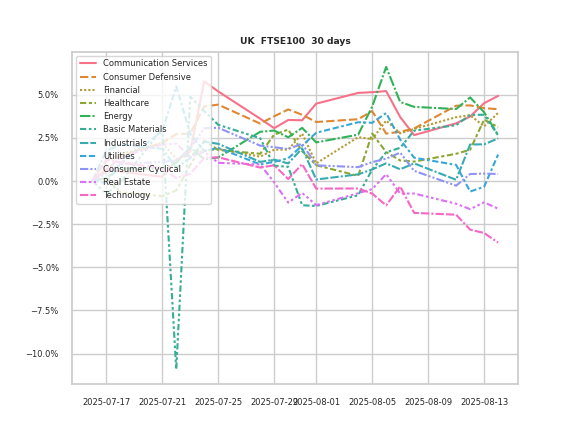 UK  FTSE100  30 days
Communication Services
Consumer Defensive
Financial
Healthcare
Energy
Basic Materials
Industrials
Utilities
Consumer Cyclical
Real Estate
Technology
5.0%
2.5%
0.0%
−2.5%
−5.0%
−7.5%
−10.0%
2025-07-17 2025-07-21 2025-07-25 2025-07-29 2025-08-01 2025-08-05 2025-08-09 2025-08-13